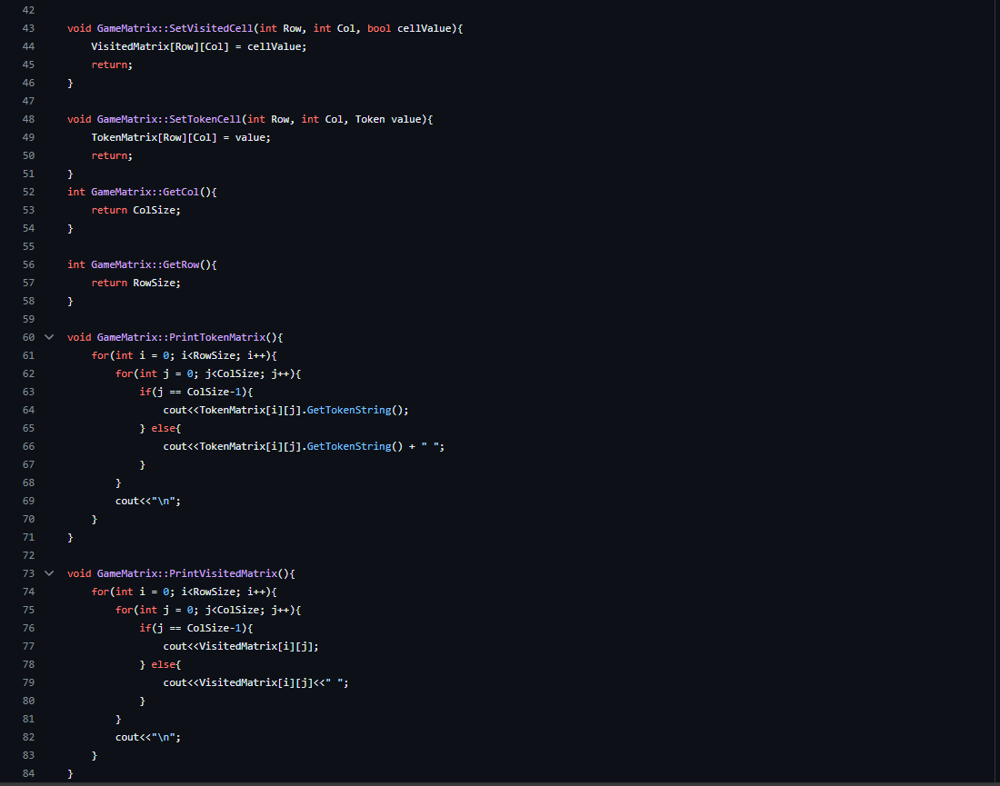 42
43 void GameMatrix::SetVisitedCell(int Row, int Col, bool cellValue){
44     VisitedMatrix[Row][Col] = cellValue;
45     return;
46 }
47
48 void GameMatrix::SetTokenCell(int Row, int Col, Token value){
49     TokenMatrix[Row][Col] = value;
50     return;
51 }
52 int GameMatrix::GetCol(){
53     return ColSize;
54 }
55
56 int GameMatrix::GetRow(){
57     return RowSize;
58 }
59
60 void GameMatrix::PrintTokenMatrix(){
61     for(int i = 0; i<RowSize; i++){
62         for(int j = 0; j<ColSize; j++){
63             if(j == ColSize-1){
64                 cout<<TokenMatrix[i][j].GetTokenString();
65             } else{
66                 cout<<TokenMatrix[i][j].GetTokenString() + " ";
67             }
68         }
69         cout<<"\n";
70     }
71 }
72
73 void GameMatrix::PrintVisitedMatrix(){
74     for(int i = 0; i<RowSize; i++){
75         for(int j = 0; j<ColSize; j++){
76             if(j == ColSize-1){
77                 cout<<VisitedMatrix[i][j];
78             } else{
79                 cout<<VisitedMatrix[i][j]<<" ";
80             }
81         }
82         cout<<"\n";
83     }
84 }